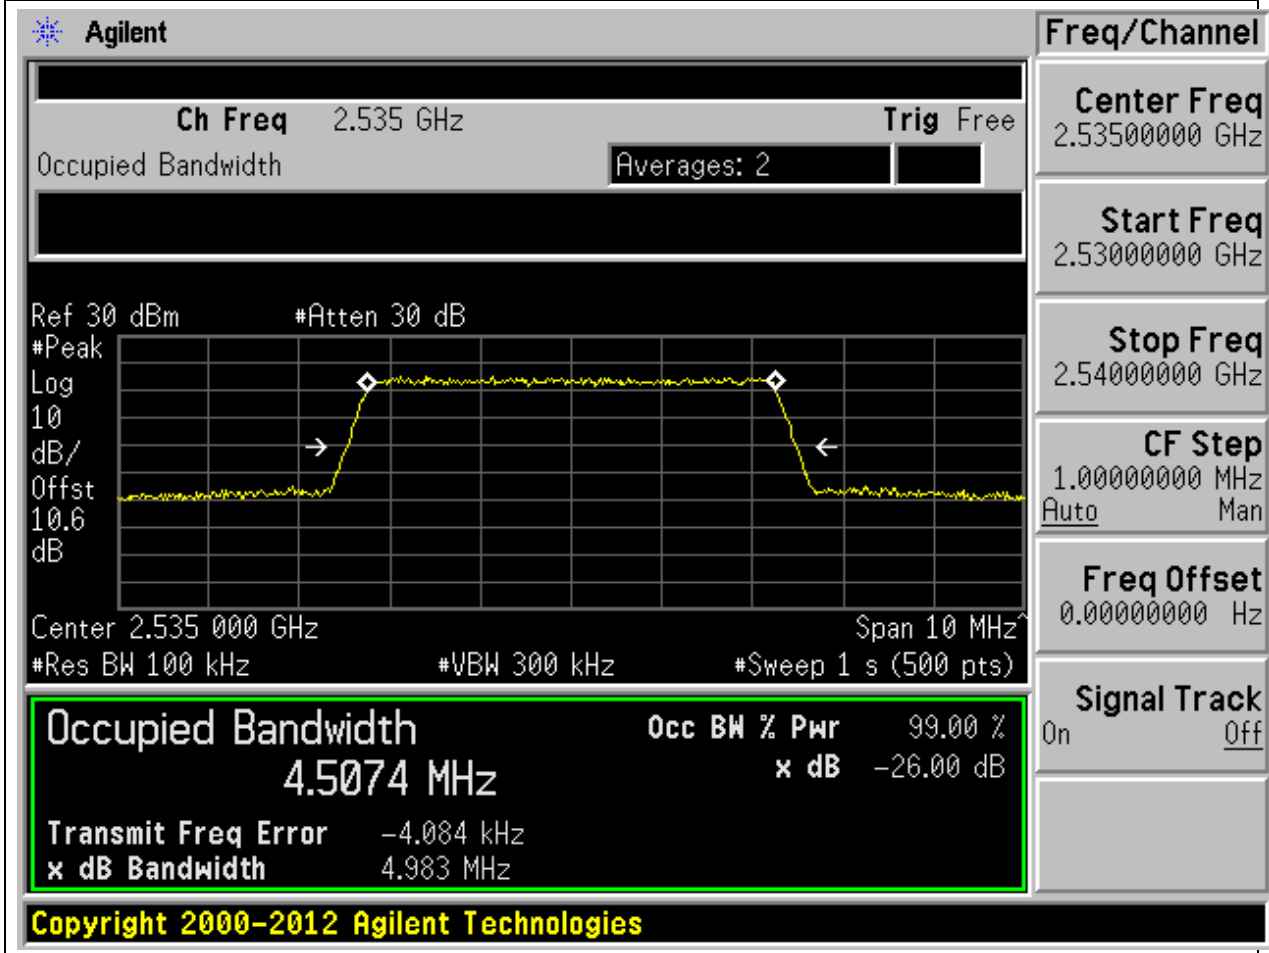 Agilent
Freq/Channel
Ch Freq 2.535 GHz Trig Free
Occupied Bandwidth Averages: 2
Center Freq
2.53500000 GHz
Start Freq
2.53000000 GHz
Stop Freq
2.54000000 GHz
CF Step
1.00000000 MHz
Auto Man
Freq Offset
0.00000000 Hz
Signal Track
On Off
Ref 30 dBm #Atten 30 dB
#Peak
Log
10
dB/
Offst
10.6
dB
Center 2.535 000 GHz Span 10 MHz^
#Res BW 100 kHz #VBW 300 kHz #Sweep 1 s (500 pts)
Occupied Bandwidth Occ BW % Pwr 99.00 %
4.5074 MHz x dB -26.00 dB
Transmit Freq Error -4.084 kHz
x dB Bandwidth 4.983 MHz
Copyright 2000-2012 Agilent Technologies